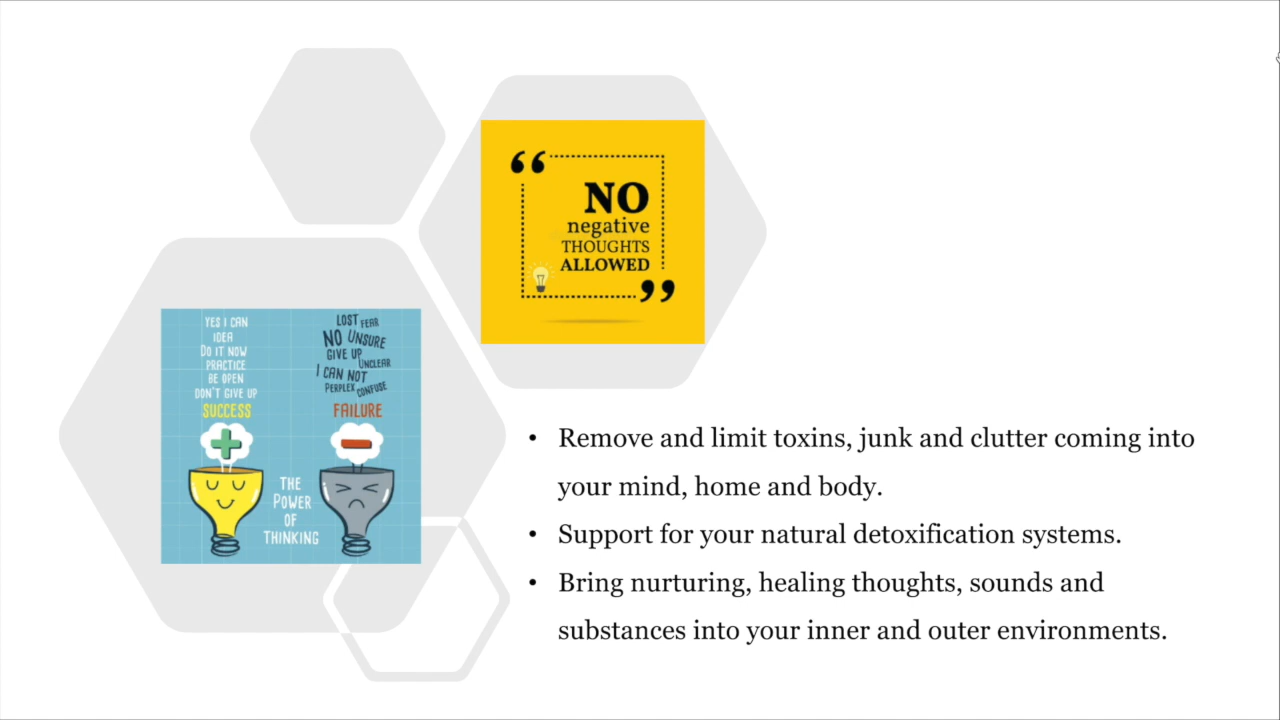 “
NO
negative
THOUGHTS
ALLOWED
”
YES I CAN
IDEA
DO IT NOW
PRACTICE
BE OPEN
DON'T GIVE UP
SUCCESS
LOST FEAR
NO UNSURE
GIVE UP
UNCLEAR
I CAN NOT
PERPLEX CONFUSE
FAILURE
THE
POWER
OF
THINKING
• Remove and limit toxins, junk and clutter coming into
your mind, home and body.
• Support for your natural detoxification systems.
• Bring nurturing, healing thoughts, sounds and
substances into your inner and outer environments.